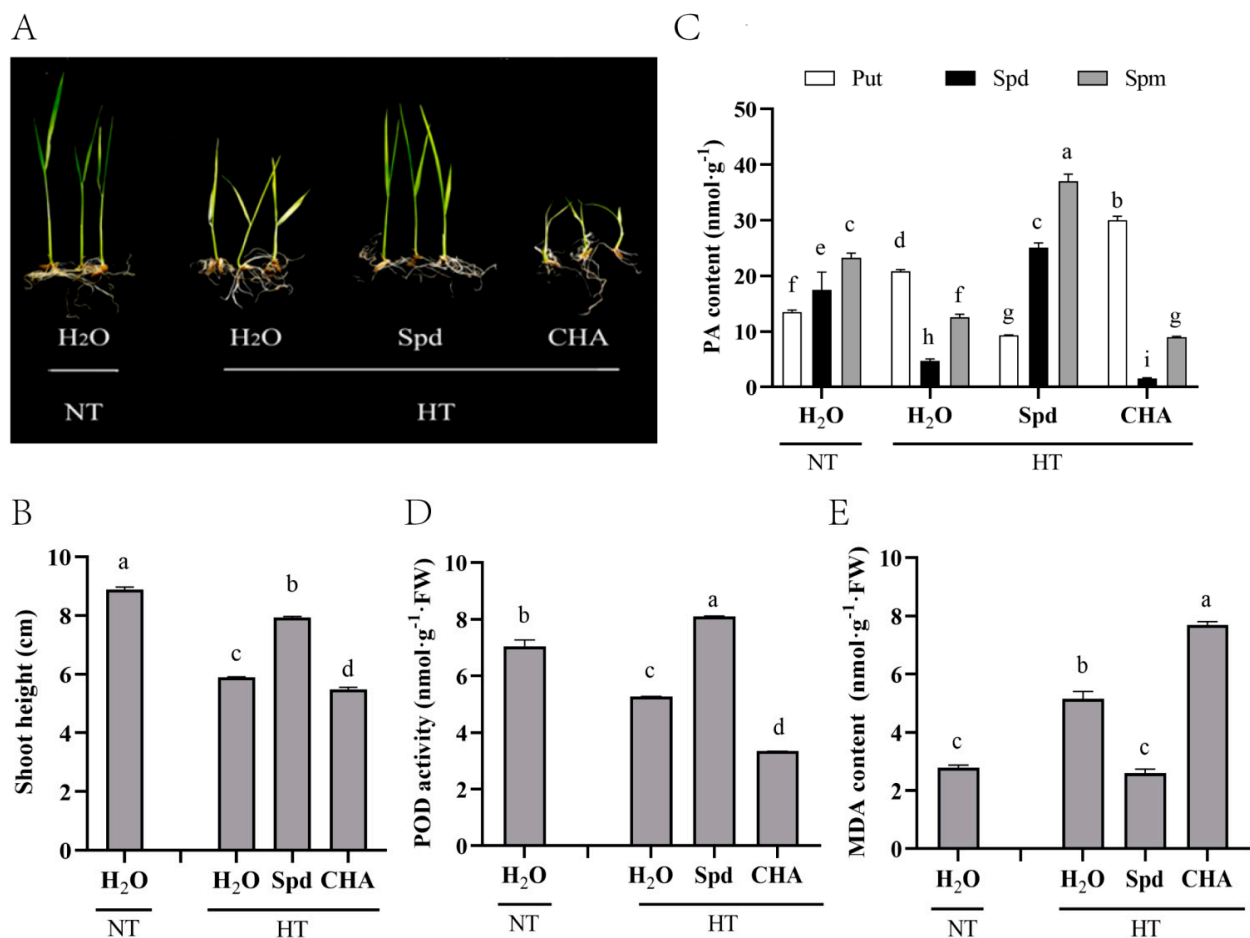 A
H2O
H2O
Spd
CHA
NT
HT
C
Put
Spd
Spm
PA content (nmol·g⁻¹)
50
40
30
20
10
0
f
e
c
d
h
f
g
c
a
b
i
g
H₂O
H₂O
Spd
CHA
NT
HT
B
Shoot height (cm)
10
8
6
4
2
0
a
c
b
d
H₂O
H₂O
Spd
CHA
NT
HT
D
POD activity (nmol·g⁻¹·FW)
10
8
6
4
2
0
b
c
a
d
H₂O
H₂O
Spd
CHA
NT
HT
E
MDA content (nmol·g⁻¹·FW)
10
8
6
4
2
0
c
b
c
a
H₂O
H₂O
Spd
CHA
NT
HT